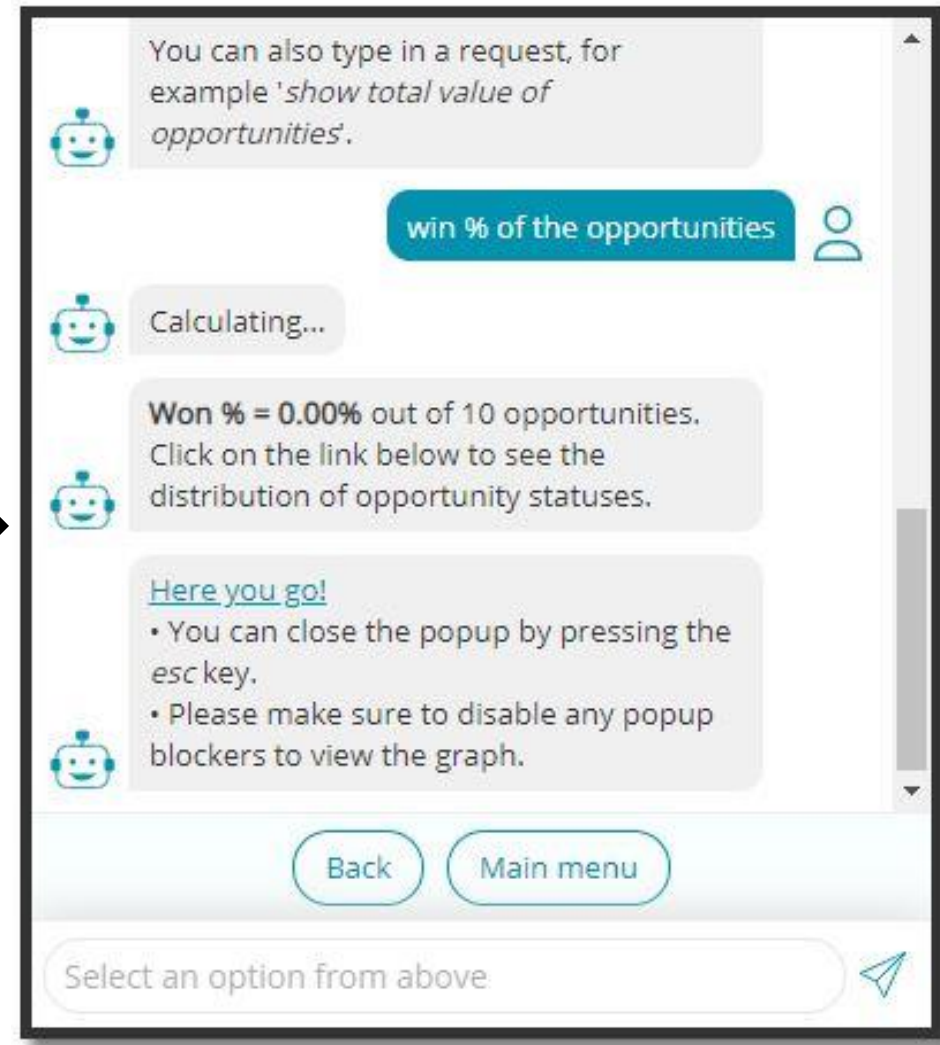 You can also type in a request, for
example 'show total value of
opportunities'.
win % of the opportunities
Calculating...
Won % = 0.00% out of 10 opportunities.
Click on the link below to see the
distribution of opportunity statuses.
Here you go!
• You can close the popup by pressing the
esc key.
• Please make sure to disable any popup
blockers to view the graph.
Back
Main menu
Select an option from above